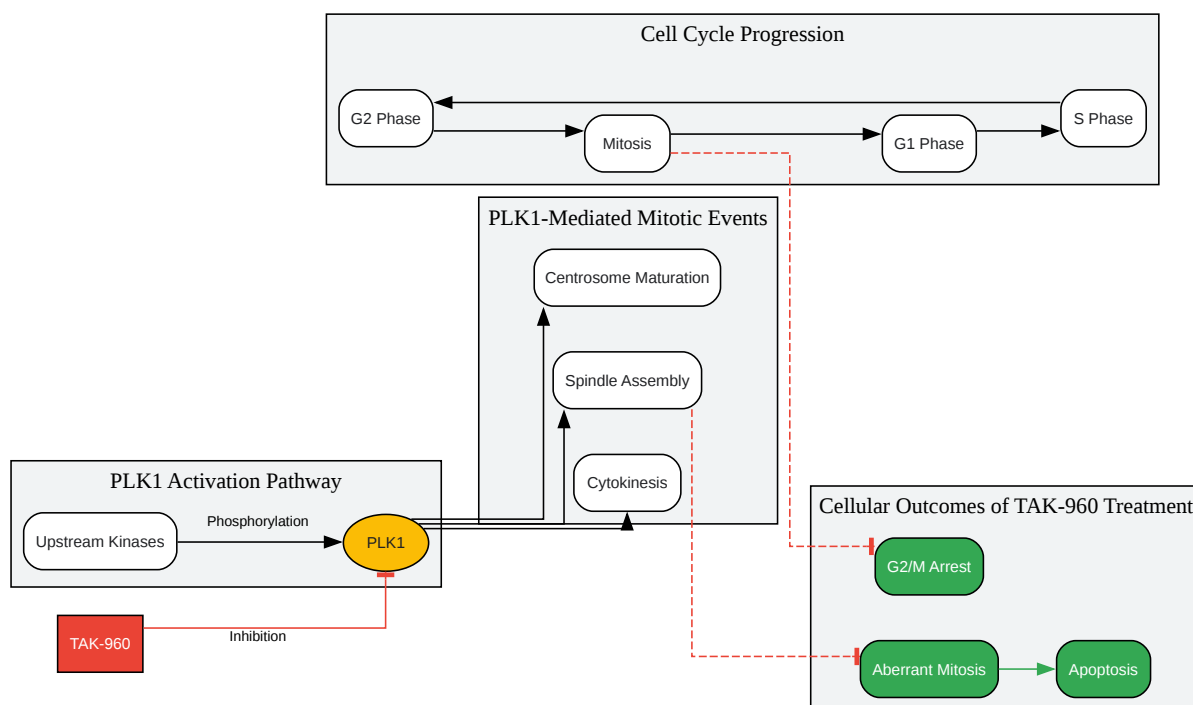 Cell Cycle Progression
G2 Phase
S Phase
Mitosis
G1 Phase
PLK1-Mediated Mitotic Events
Centrosome Maturation
Spindle Assembly
Cytokinesis
PLK1 Activation Pathway
Phosphorylation
Upstream Kinases
PLK1
TAK-960
Inhibition
Cellular Outcomes of TAK-960 Treatment
G2/M Arrest
Aberrant Mitosis
Apoptosis